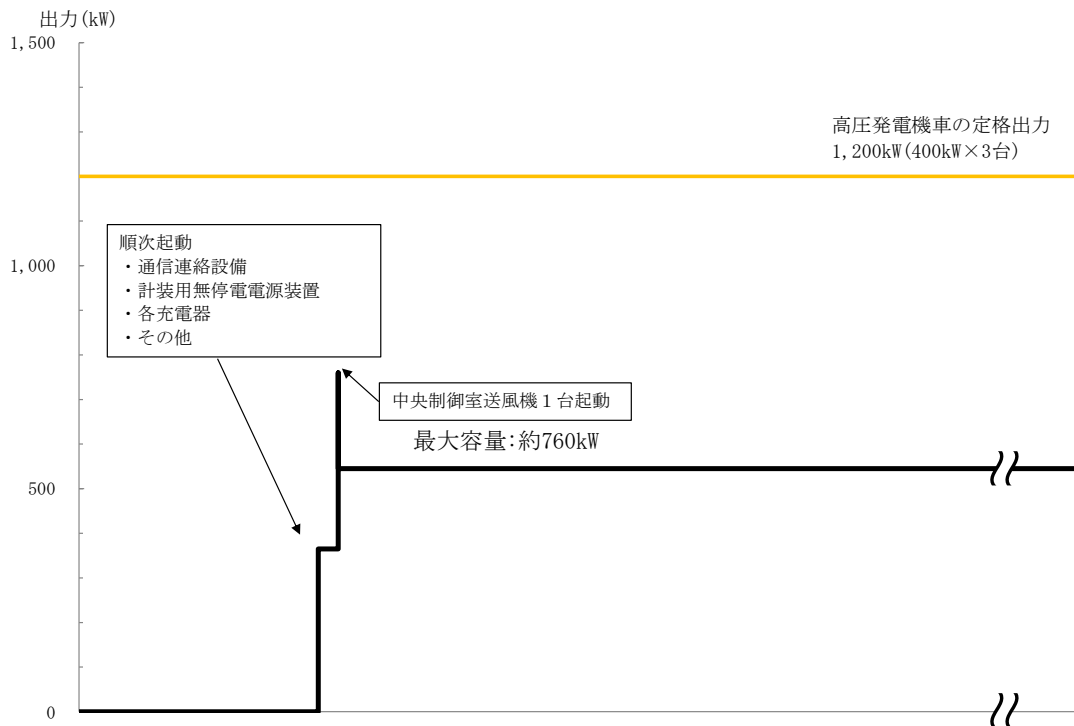 出力(kW)
1,500
高圧発電機車の定格出力
1,200kW(400kW×3台)
順次起動
・通信連絡設備
・計装用無停電電源装置
・各充電器
・その他
1,000
中央制御室送風機1台起動
最大容量:約760kW
500
0